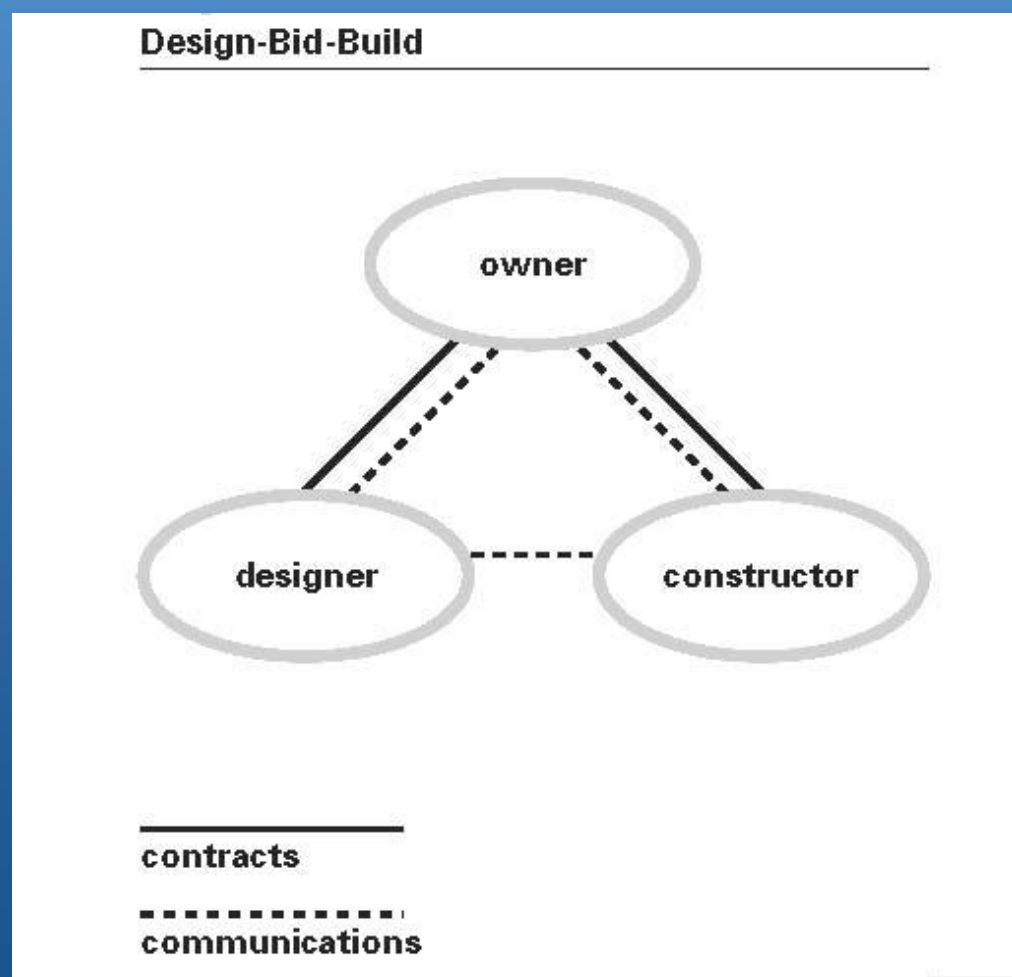 Design-Bid-Build
owner
designer
constructor
contracts
communications